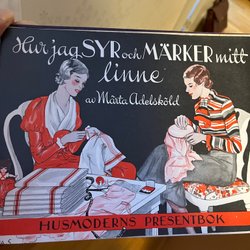 Hur jag SYR och MÄRKER mitt
linne
av Märta Adelsköld
HUSMODERNS PRESENTBOK